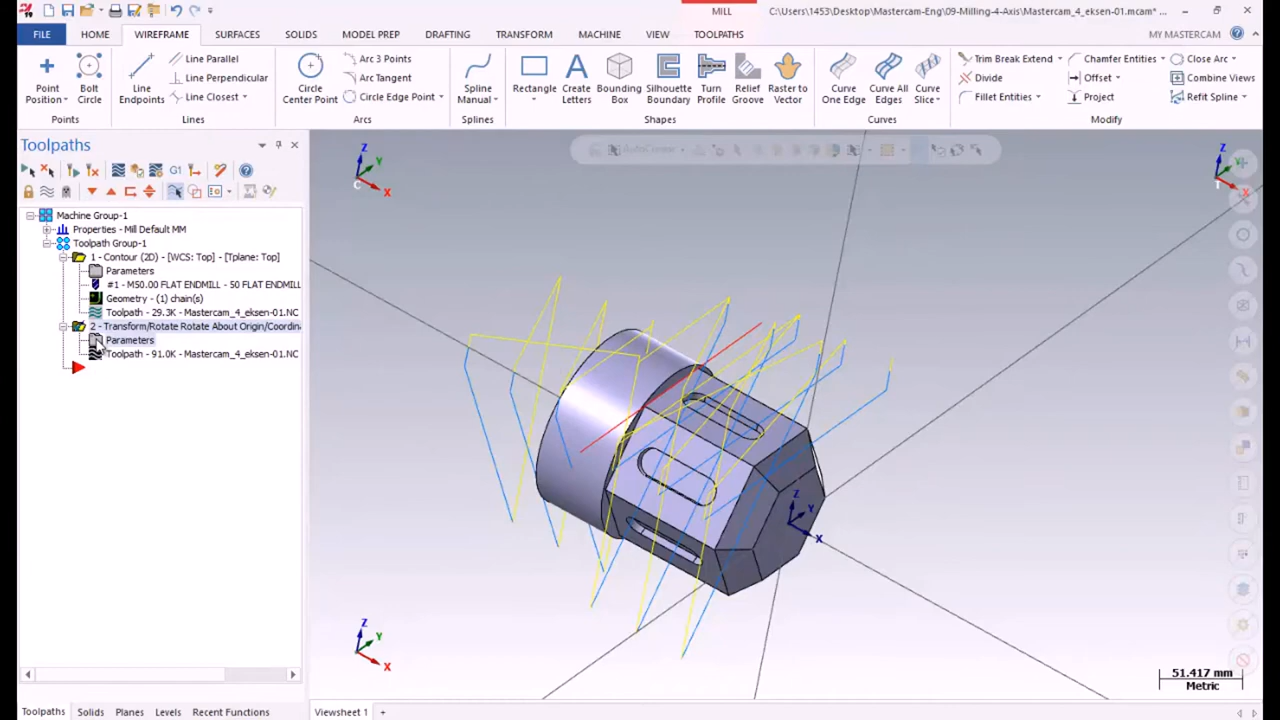 MILL
C:\Users\1453\Desktop\Mastercam-Eng\09-Milling-4-Axis\Mastercam_4_eksen-01.mcam*
FILE HOME WIREFRAME SURFACES SOLIDS MODEL PREP DRAFTING TRANSFORM MACHINE VIEW TOOLPATHS MY MASTERCAM
Point Position
Bolt Circle
Points
Line Endpoints
Line Parallel
Line Perpendicular
Line Closest
Lines
Circle Center Point
Arc 3 Points
Arc Tangent
Circle Edge Point
Arcs
Spline Manual
Splines
Rectangle
Create Letters
Bounding Box
Silhouette Boundary
Turn Profile
Relief Groove
Raster to Vector
Shapes
Curve One Edge
Curve All Edges
Curve Slice
Curves
Trim Break Extend
Divide
Fillet Entities
Chamfer Entities
Offset
Project
Close Arc
Combine Views
Refit Spline
Modify
Toolpaths
G1
Machine Group-1
Properties - Mill Default MM
Toolpath Group-1
1 - Contour (2D) - [WCS: Top] - [Tplane: Top]
Parameters
#1 - M50.00 FLAT ENDMILL - 50 FLAT ENDMILL
Geometry - (1) chain(s)
Toolpath - 29.3K - Mastercam_4_eksen-01.NC
2 - Transform/Rotate Rotate About Origin/Coordin
Parameters
Toolpath - 91.0K - Mastercam_4_eksen-01.NC
AutoCursor
Z
Y
C
X
Z
Y
T
X
Z
Y
X
Z
Y
X
51.417 mm
Metric
Toolpaths Solids Planes Levels Recent Functions
Viewsheet 1 +